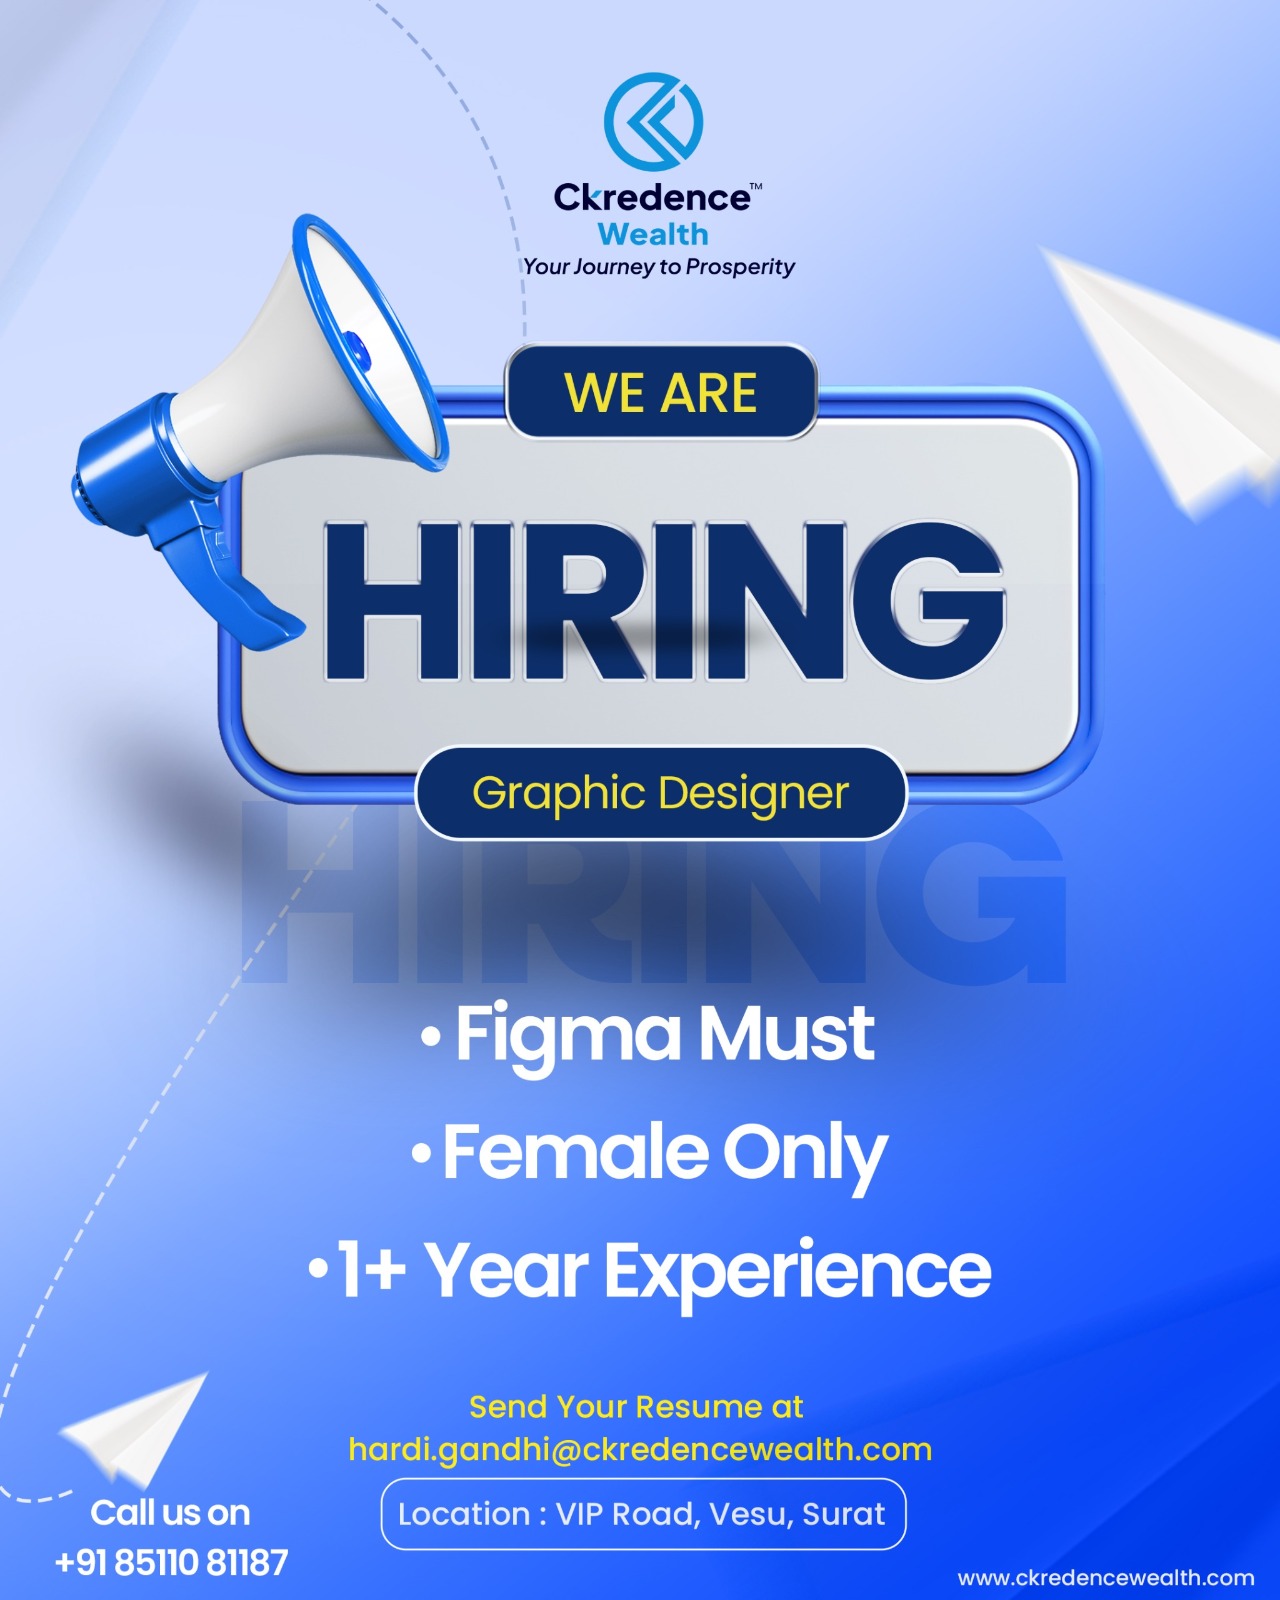 Ckredence™
Wealth
Your Journey to Prosperity
WE ARE
HIRING
Graphic Designer
HIRING
• Figma Must
• Female Only
• 1+ Year Experience
Send Your Resume at
hardi.gandhi@ckredencewealth.com
Location : VIP Road, Vesu, Surat
Call us on
+91 85110 81187
www.ckredencewealth.com